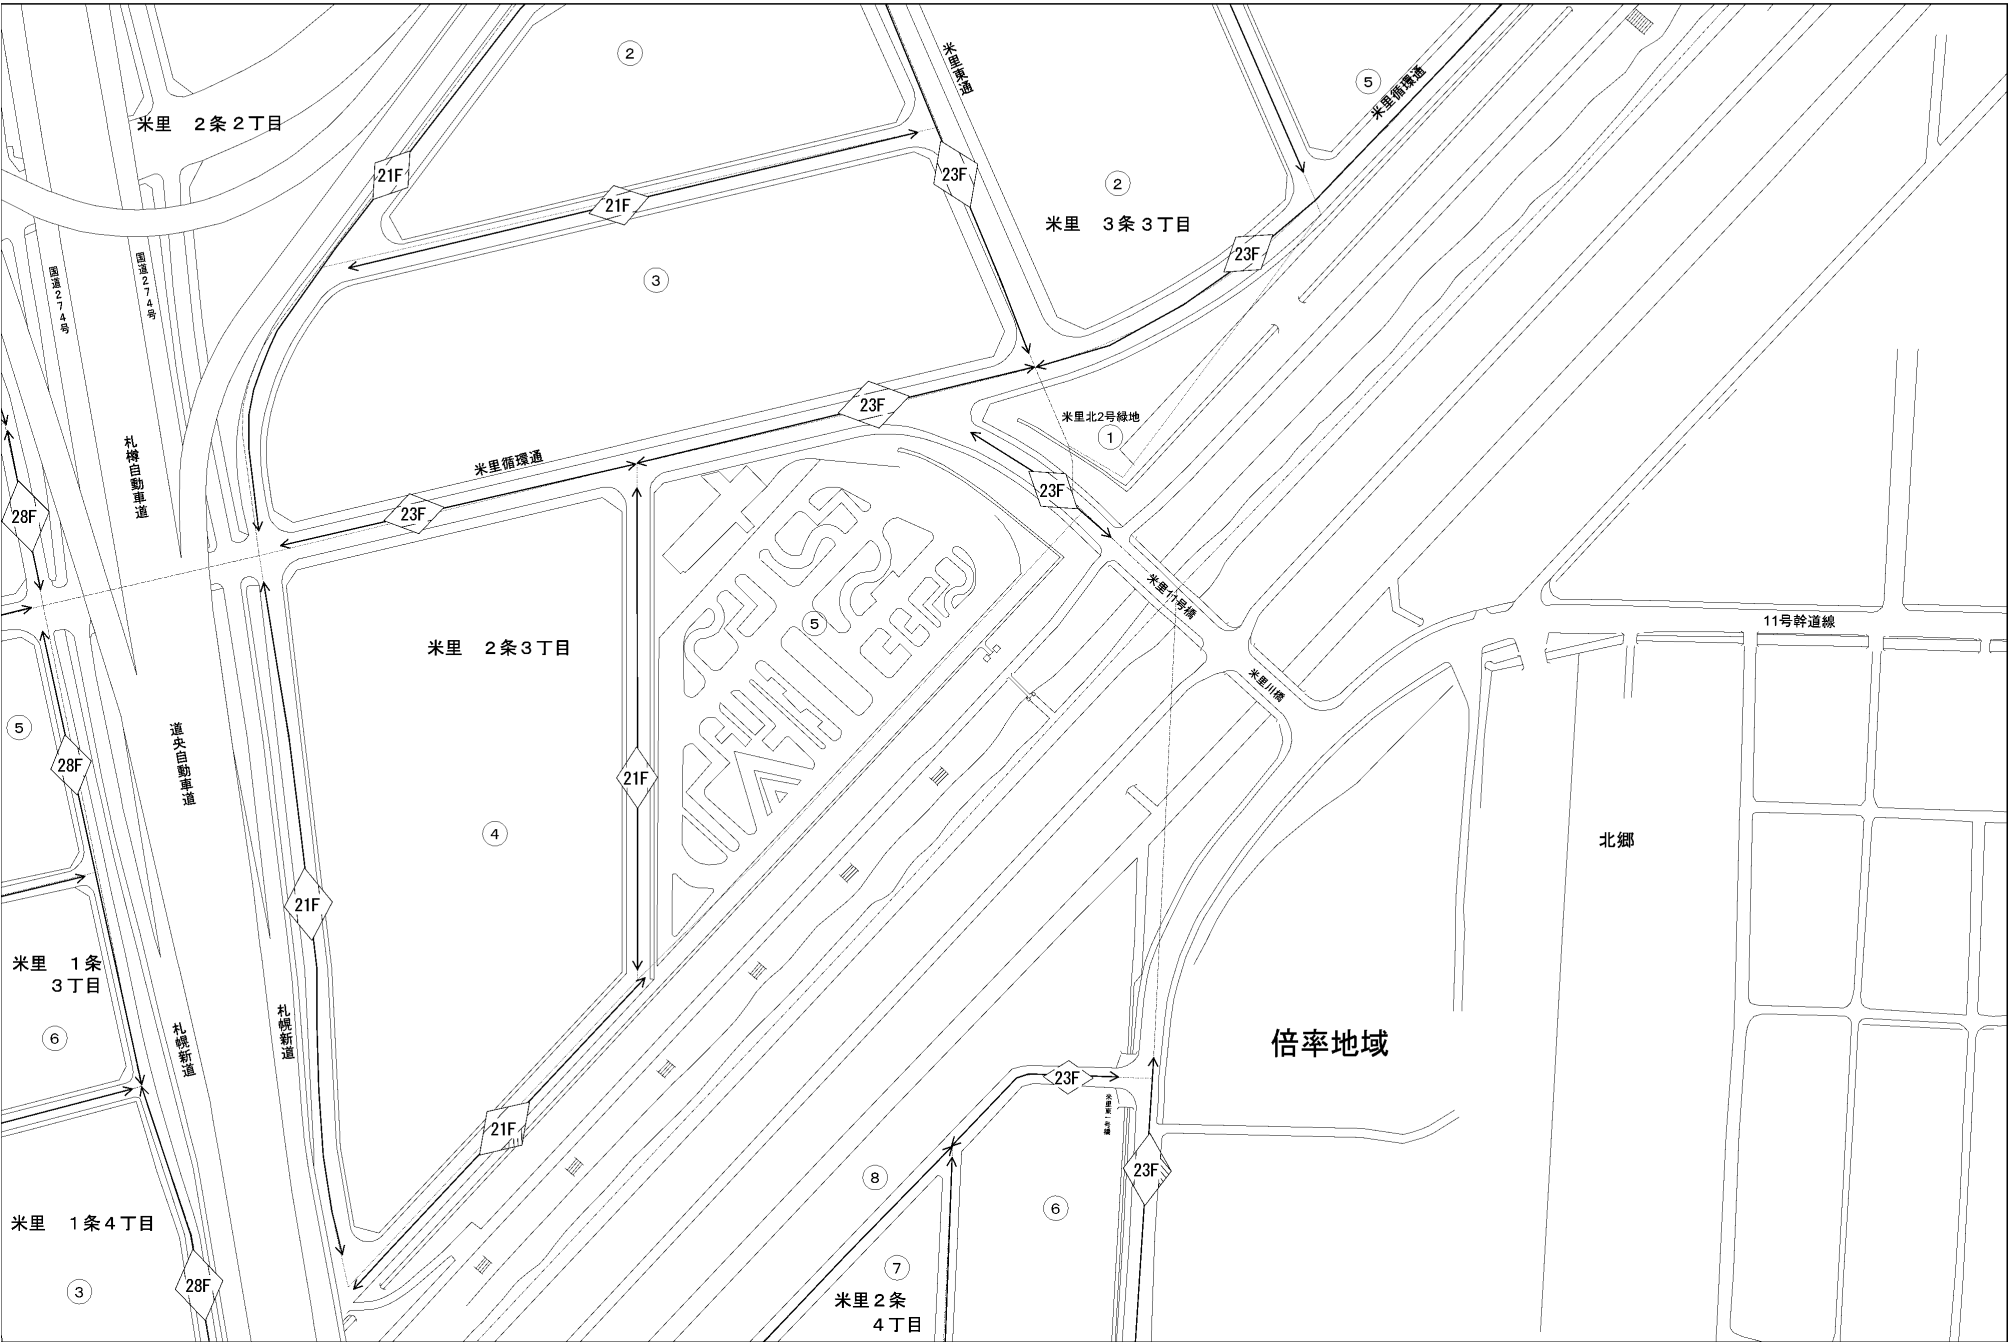 ②
米里東通
⑤
米里循環通
米里　２条２丁目
21F
23F
②
21F
米里　３条３丁目
23F
国道274号
国道274号
③
23F
米里北2号緑地
①
札樽自動車道
米里循環通
23F
23F
28F
米里11号橋
11号幹道線
⑤
米里　２条３丁目
米里川橋
⑤
道央自動車道
28F
21F
④
北郷
21F
米里　１条
３丁目
⑥
札幌新道
札幌新道
倍率地域
23F
米里東一号橋
21F
23F
⑧
⑥
米里　１条４丁目
⑦
28F
③
米里２条
４丁目